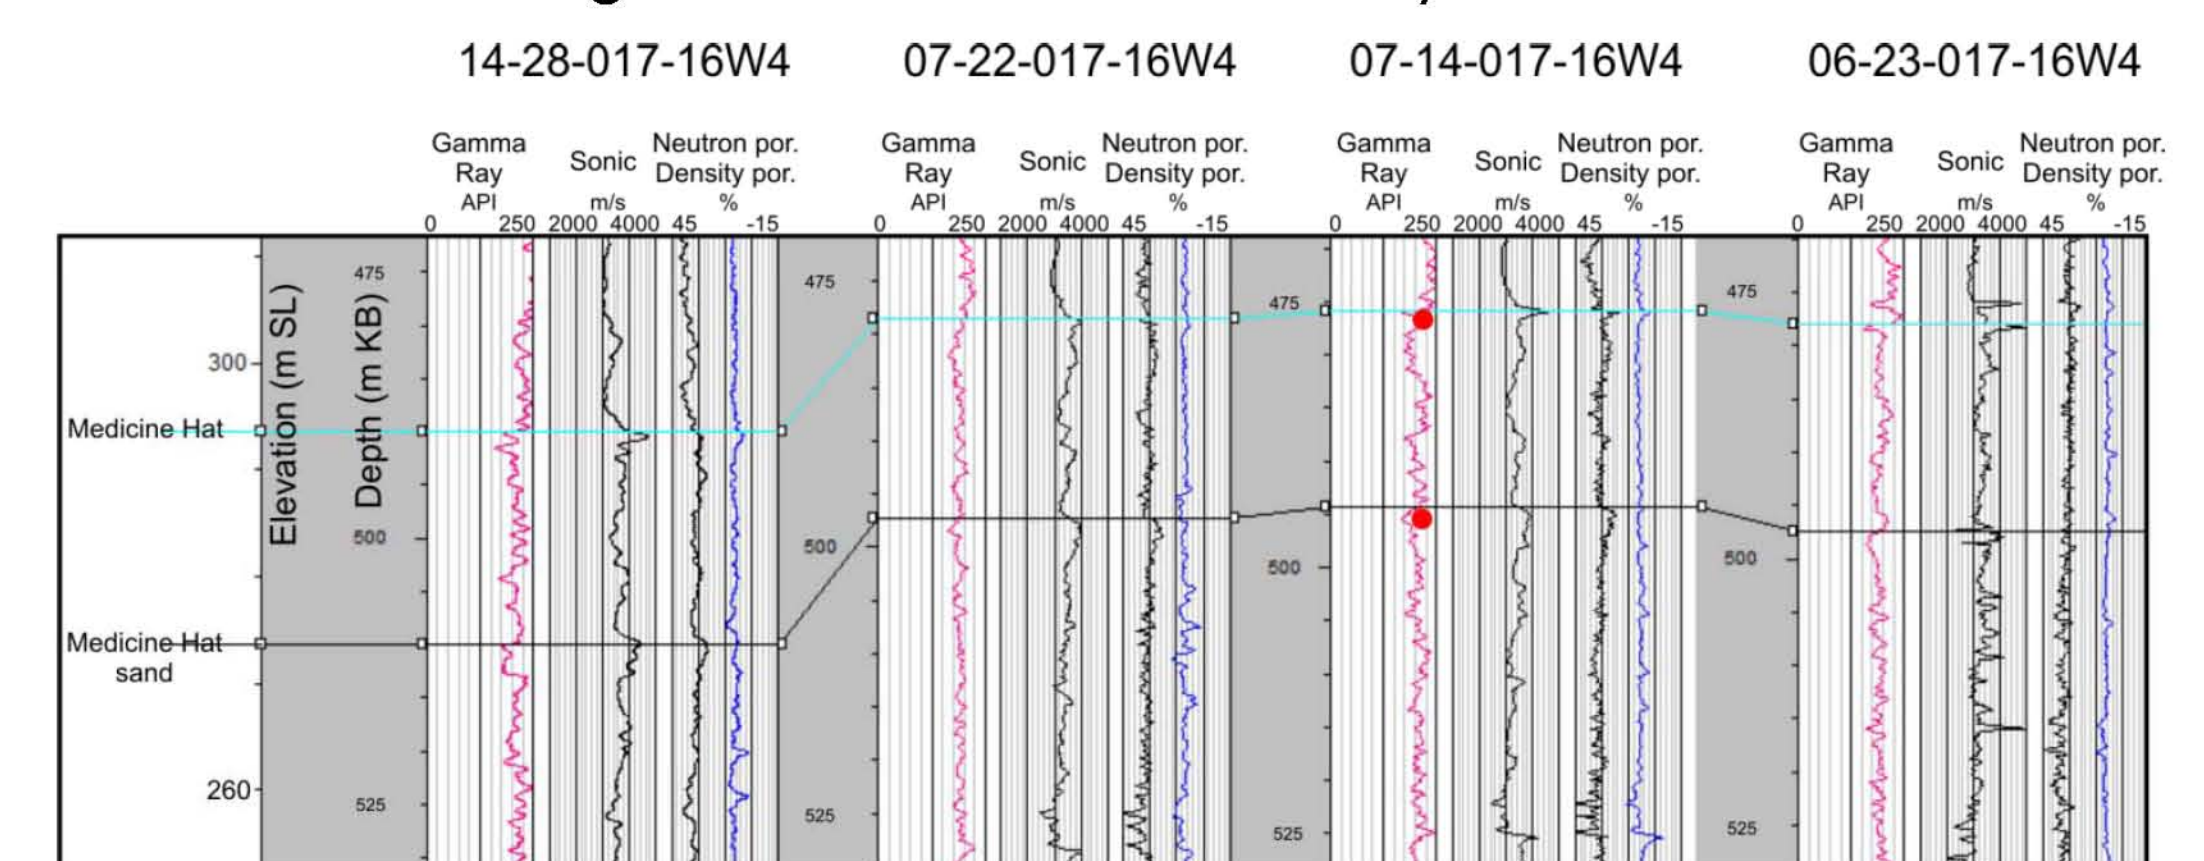 14-28-017-16W4 07-22-017-16W4 07-14-017-16W4 06-23-017-16W4
Gamma Ray Sonic Neutron por. Density por. Gamma Ray Sonic Neutron por. Density por. Gamma Ray Sonic Neutron por. Density por. Gamma Ray Sonic Neutron por. Density por.
API m/s % API m/s % API m/s % API m/s %
0 250 2000 4000 45 -15 0 250 2000 4000 45 -15 0 250 2000 4000 45 -15 0 250 2000 4000 45 -15
Elevation (m SL)
Depth (m KB)
475 475 475 475
300
Medicine Hat
500 500 500 500
Medicine Hat
sand
260
525 525 525 525